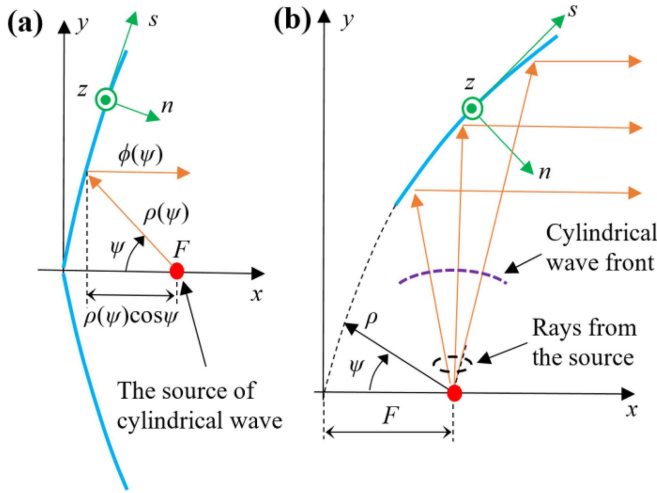 (a)
y
s
z
n
ϕ(ψ)
ρ(ψ)
ψ
F
x
ρ(ψ)cosψ
The source of
cylindrical wave
(b)
y
s
z
n
Cylindrical
wave front
ρ
Rays from
the source
ψ
x
F